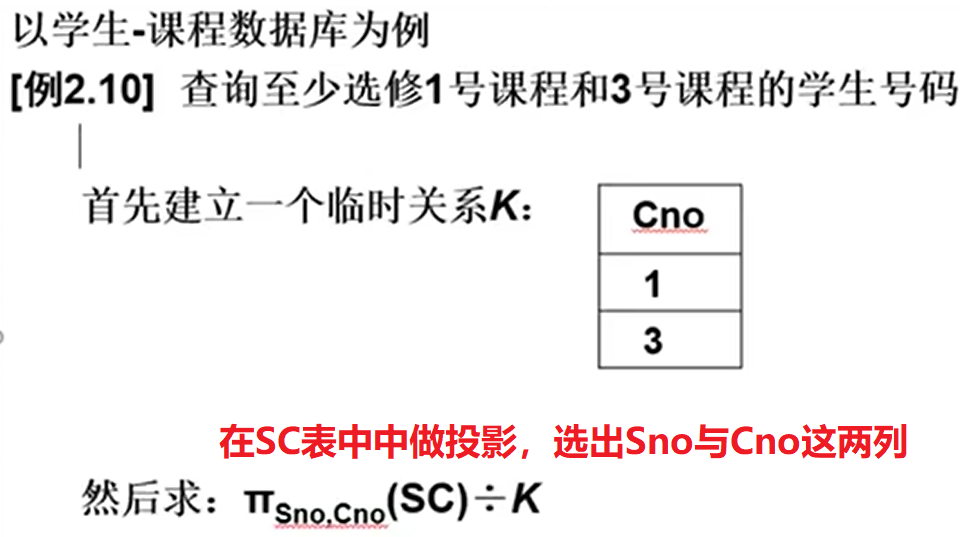 以学生-课程数据库为例
[例2.10] 查询至少选修1号课程和3号课程的学生号码
首先建立一个临时关系K：
Cno
1
3
在SC表中中做投影，选出Sno与Cno这两列
然后求：πSno,Cno(SC)÷K